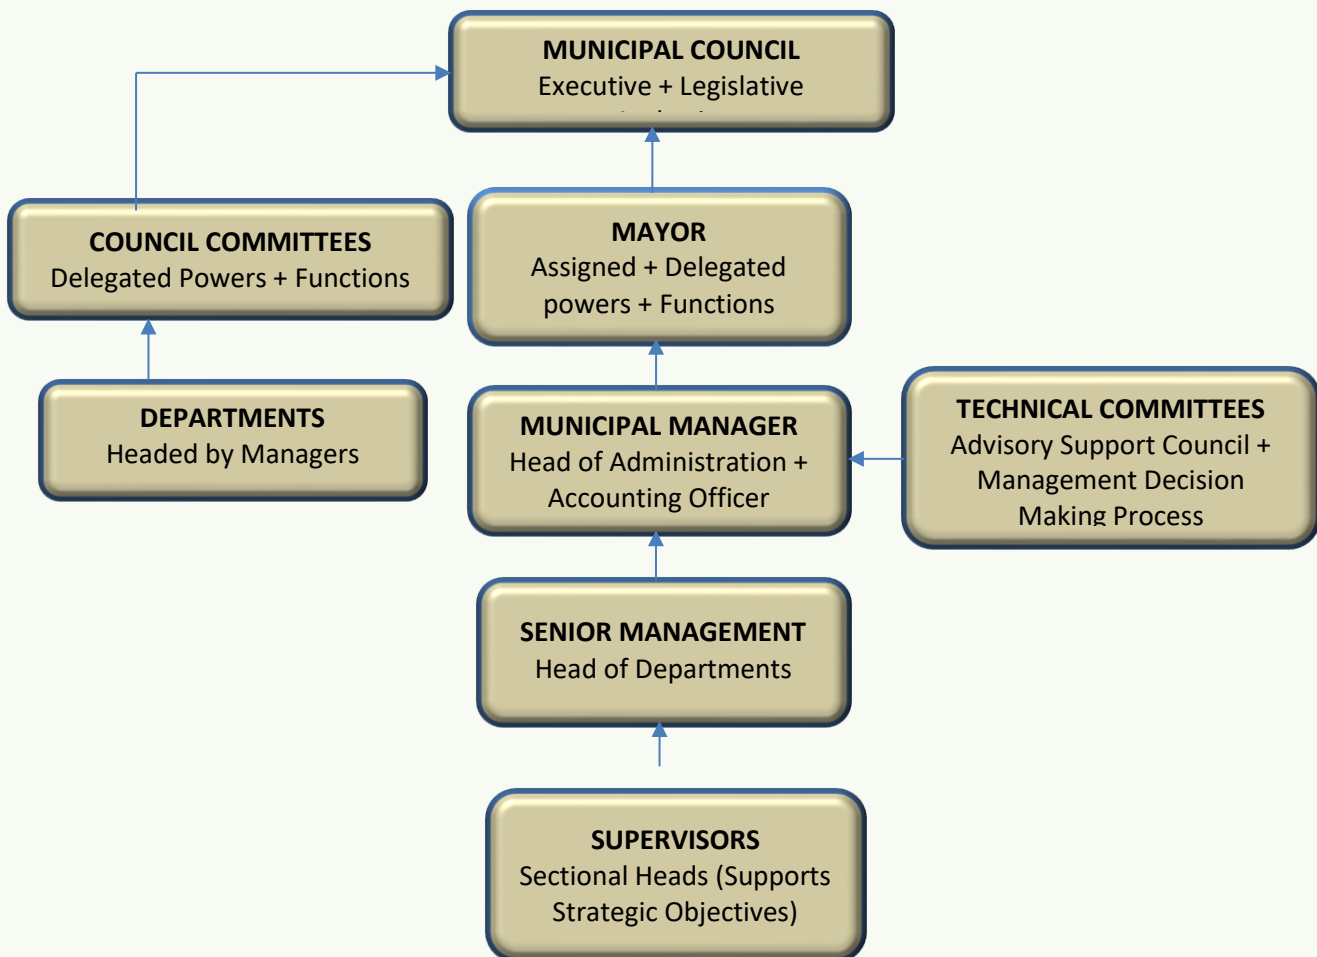 MUNICIPAL COUNCIL
Executive + Legislative
COUNCIL COMMITTEES
Delegated Powers + Functions
MAYOR
Assigned + Delegated
powers + Functions
DEPARTMENTS
Headed by Managers
MUNICIPAL MANAGER
Head of Administration +
Accounting Officer
TECHNICAL COMMITTEES
Advisory Support Council +
Management Decision
Making Process
SENIOR MANAGEMENT
Head of Departments
SUPERVISORS
Sectional Heads (Supports
Strategic Objectives)